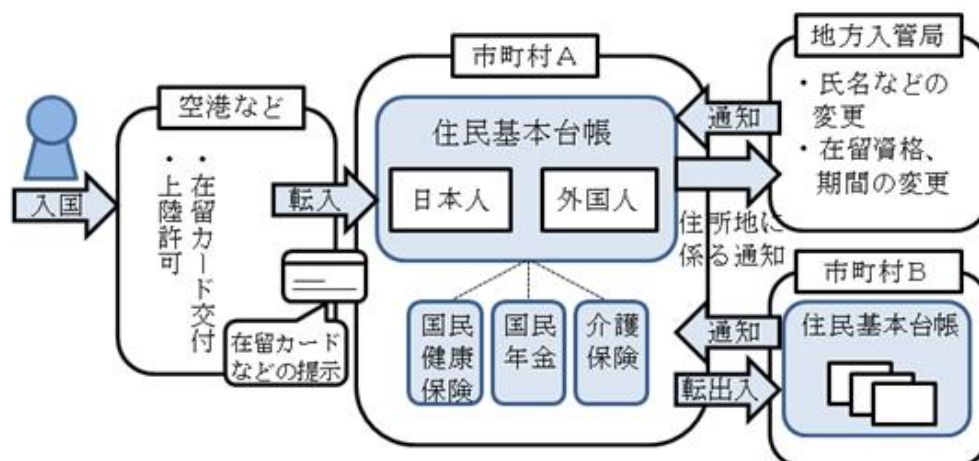 入国
空港など
・在留カード交付
・上陸許可
転入
在留カード
などの提示
市町村A
住民基本台帳
日本人
外国人
国民
健康
保険
国民
年金
介護
保険
通知
住所地に
係る通知
地方入管局
・氏名などの
変更
・在留資格、
期間の変更
通知
転出入
市町村B
住民基本台帳